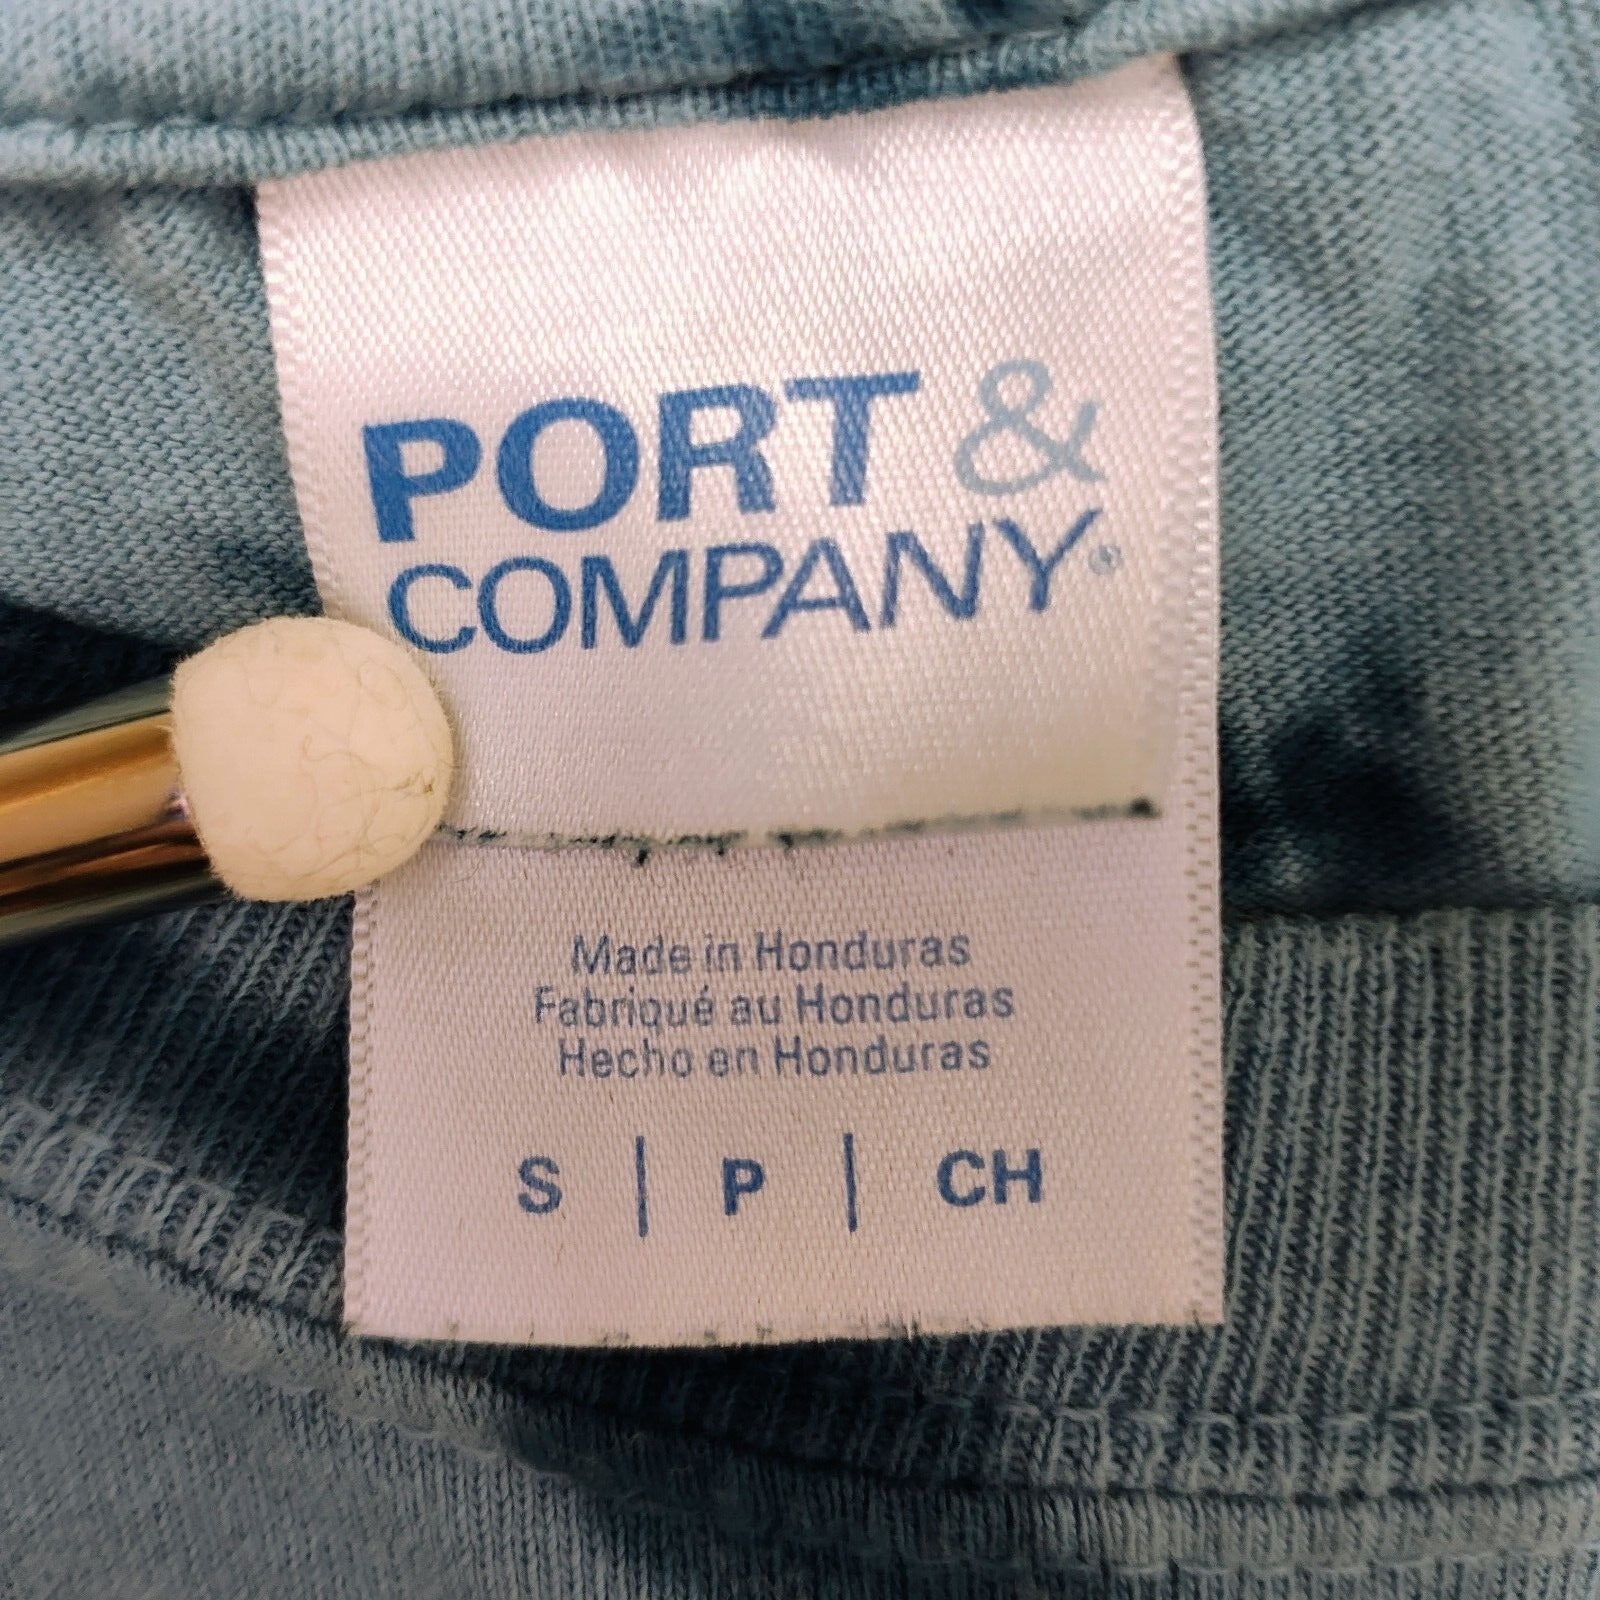 PORT &
COMPANY®
Made in Honduras
Fabriqué au Honduras
Hecho en Honduras
S | P | CH